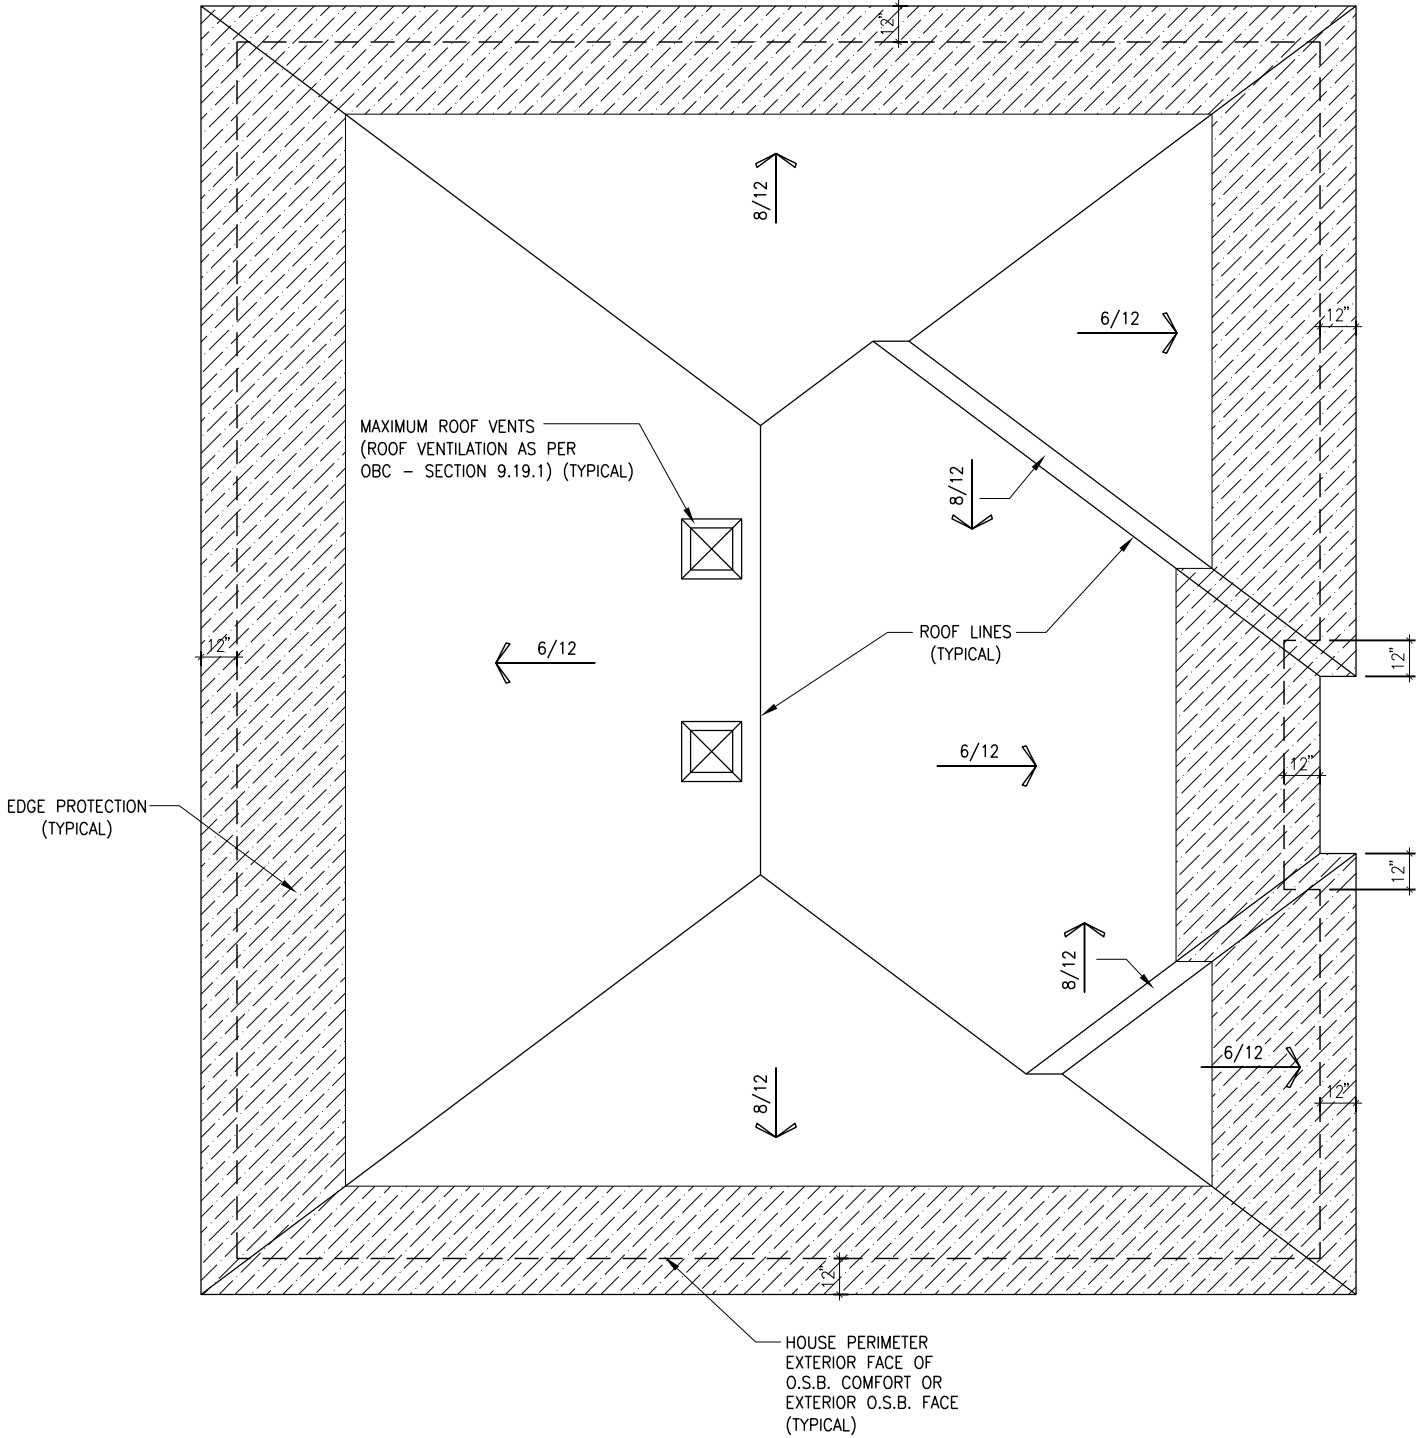 12"
8/12
6/12
12"
MAXIMUM ROOF VENTS
(ROOF VENTILATION AS PER
OBC – SECTION 9.19.1) (TYPICAL)
8/12
ROOF LINES
(TYPICAL)
12"
6/12
12"
6/12
12"
EDGE PROTECTION
(TYPICAL)
12"
8/12
6/12
8/12
12"
12"
HOUSE PERIMETER
EXTERIOR FACE OF
O.S.B. COMFORT OR
EXTERIOR O.S.B. FACE
(TYPICAL)